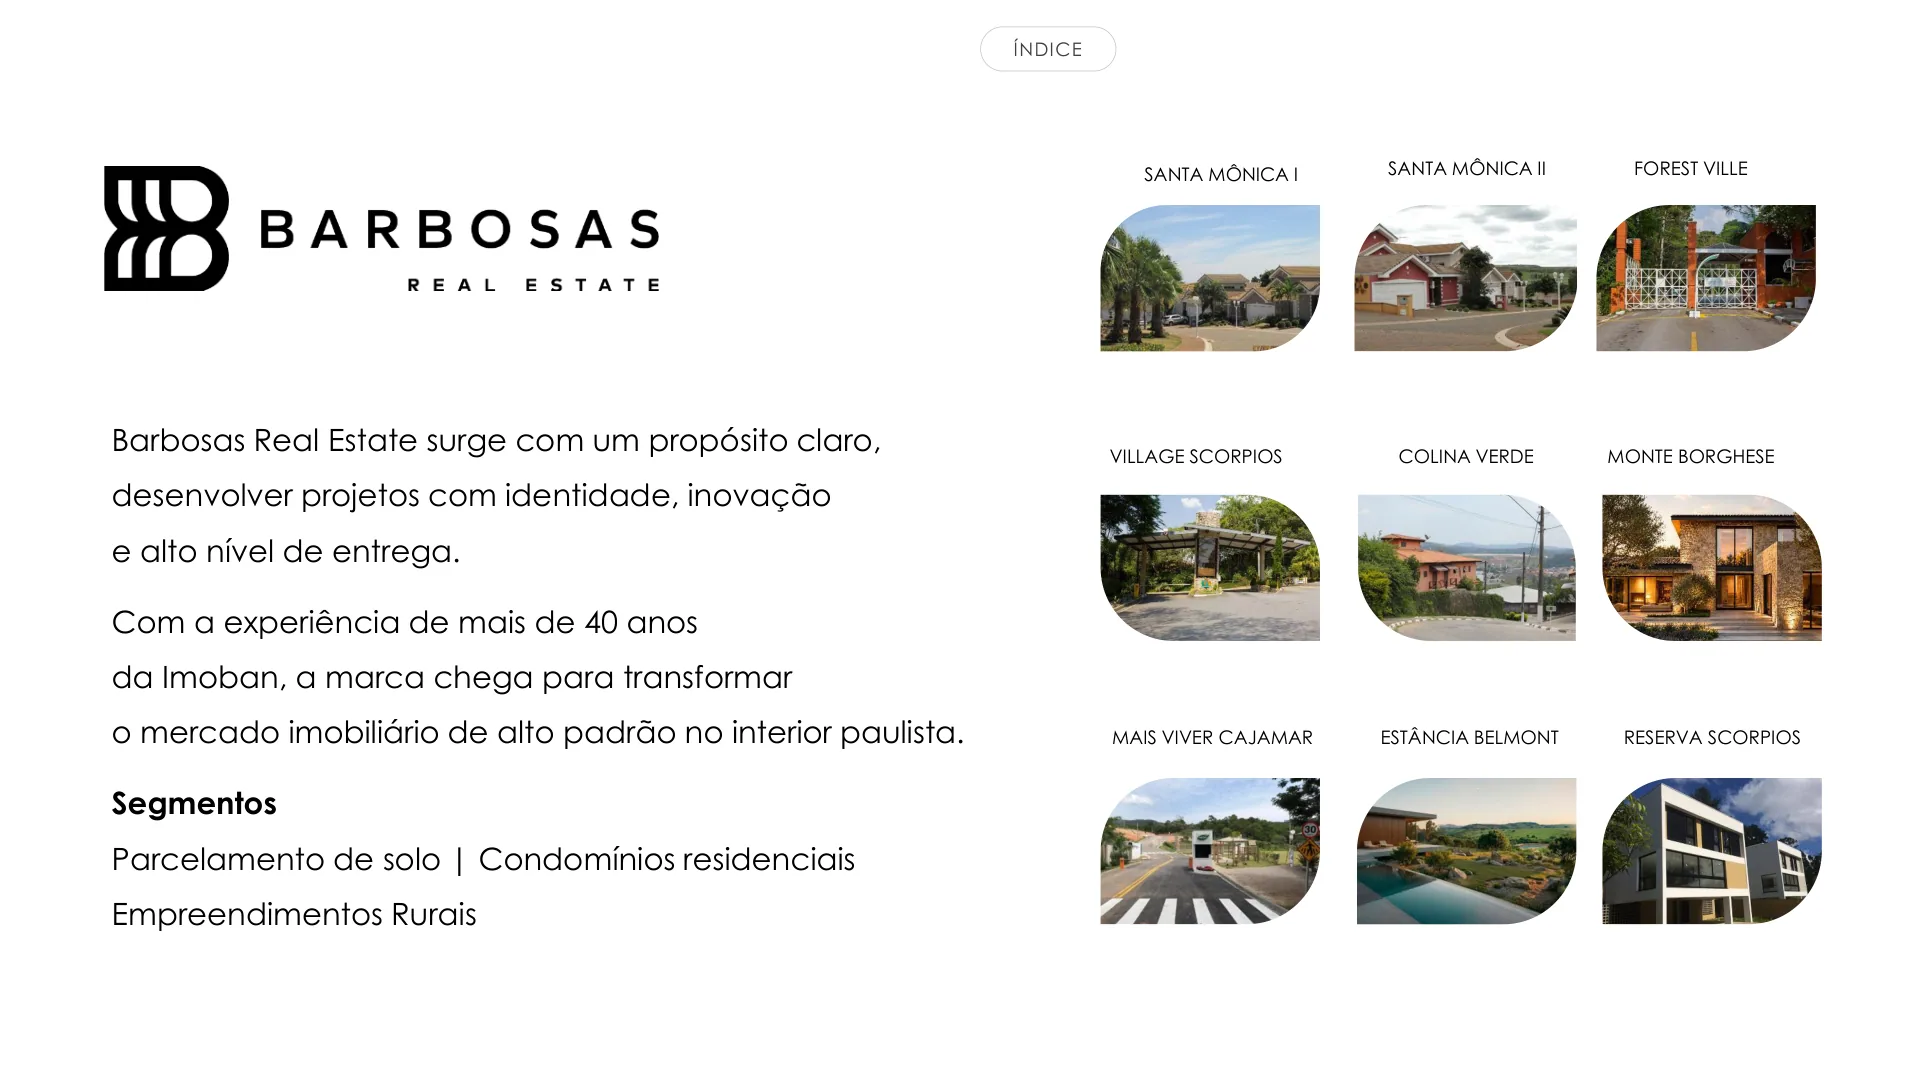 ÍNDICE
BARBOSAS
REAL ESTATE
Barbosas Real Estate surge com um propósito claro,
desenvolver projetos com identidade, inovação
e alto nível de entrega.
Com a experiência de mais de 40 anos
da Imoban, a marca chega para transformar
o mercado imobiliário de alto padrão no interior paulista.
Segmentos
Parcelamento de solo | Condomínios residenciais
Empreendimentos Rurais
SANTA MÔNICA I
SANTA MÔNICA II
FOREST VILLE
VILLAGE SCORPIOS
COLINA VERDE
MONTE BORGHESE
MAIS VIVER CAJAMAR
ESTÂNCIA BELMONT
RESERVA SCORPIOS
30